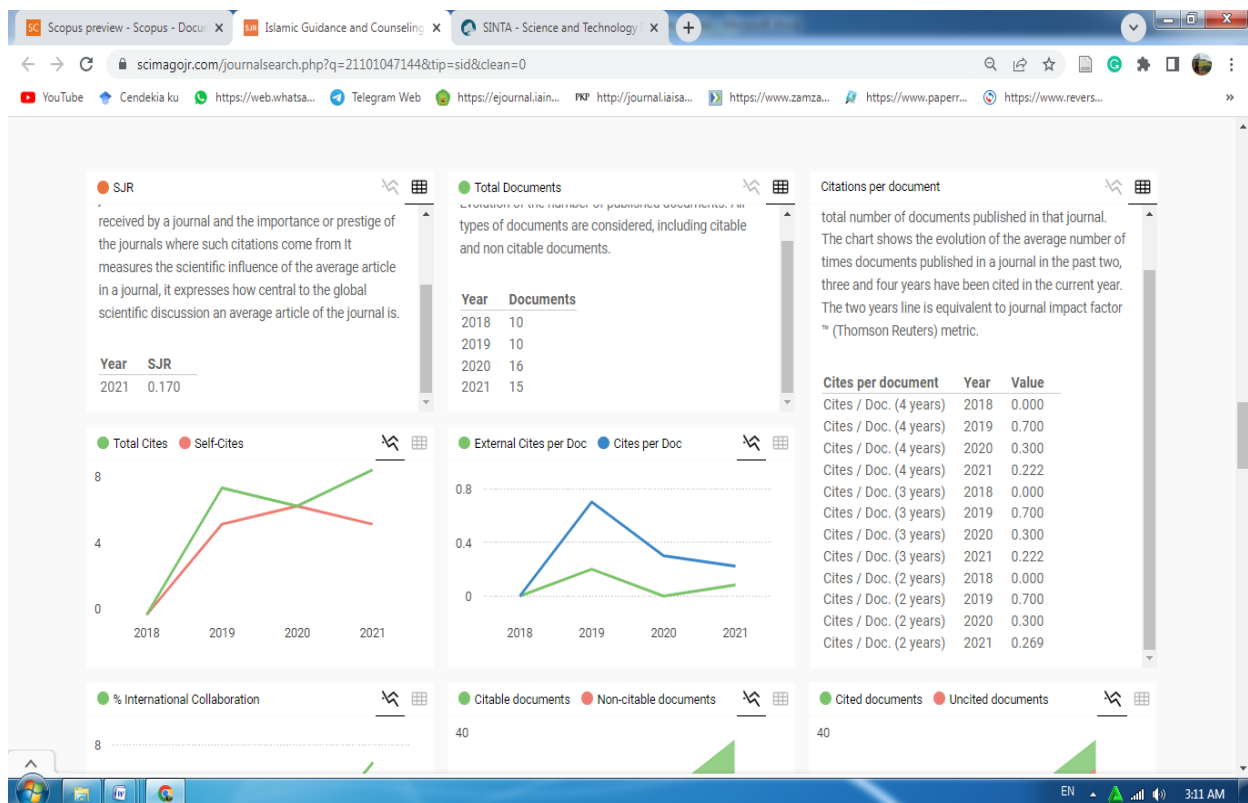 Scopus preview - Scopus - Docu
Islamic Guidance and Counseling
SINTA - Science and Technology
scimagojr.com/journalsearch.php?q=21101047144&tip=sid&clean=0
YouTube
Cendekia ku
https://web.whatsa...
Telegram Web
https://ejournal.iain...
PKP
http://journal.iaisa...
https://www.zamza...
https://www.paperr...
https://www.revers...
»
SJR
received by a journal and the importance or prestige of
the journals where such citations come from It
measures the scientific influence of the average article
in a journal, it expresses how central to the global
scientific discussion an average article of the journal is.
Year SJR
2021 0.170
Total Documents
Evolution of the number of published documents. All
types of documents are considered, including citable
and non citable documents.
Year Documents
2018 10
2019 10
2020 16
2021 15
Citations per document
total number of documents published in that journal.
The chart shows the evolution of the average number of
times documents published in a journal in the past two,
three and four years have been cited in the current year.
The two years line is equivalent to journal impact factor
™ (Thomson Reuters) metric.
Cites per document Year Value
Cites / Doc. (4 years) 2018 0.000
Cites / Doc. (4 years) 2019 0.700
Cites / Doc. (4 years) 2020 0.300
Cites / Doc. (4 years) 2021 0.222
Cites / Doc. (3 years) 2018 0.000
Cites / Doc. (3 years) 2019 0.700
Cites / Doc. (3 years) 2020 0.300
Cites / Doc. (3 years) 2021 0.222
Cites / Doc. (2 years) 2018 0.000
Cites / Doc. (2 years) 2019 0.700
Cites / Doc. (2 years) 2020 0.300
Cites / Doc. (2 years) 2021 0.269
Total Cites Self-Cites
8
4
0
2018 2019 2020 2021
External Cites per Doc Cites per Doc
0.8
0.4
0
2018 2019 2020 2021
% International Collaboration
8
Citable documents Non-citable documents
40
Cited documents Uncited documents
40
EN
3:11 AM